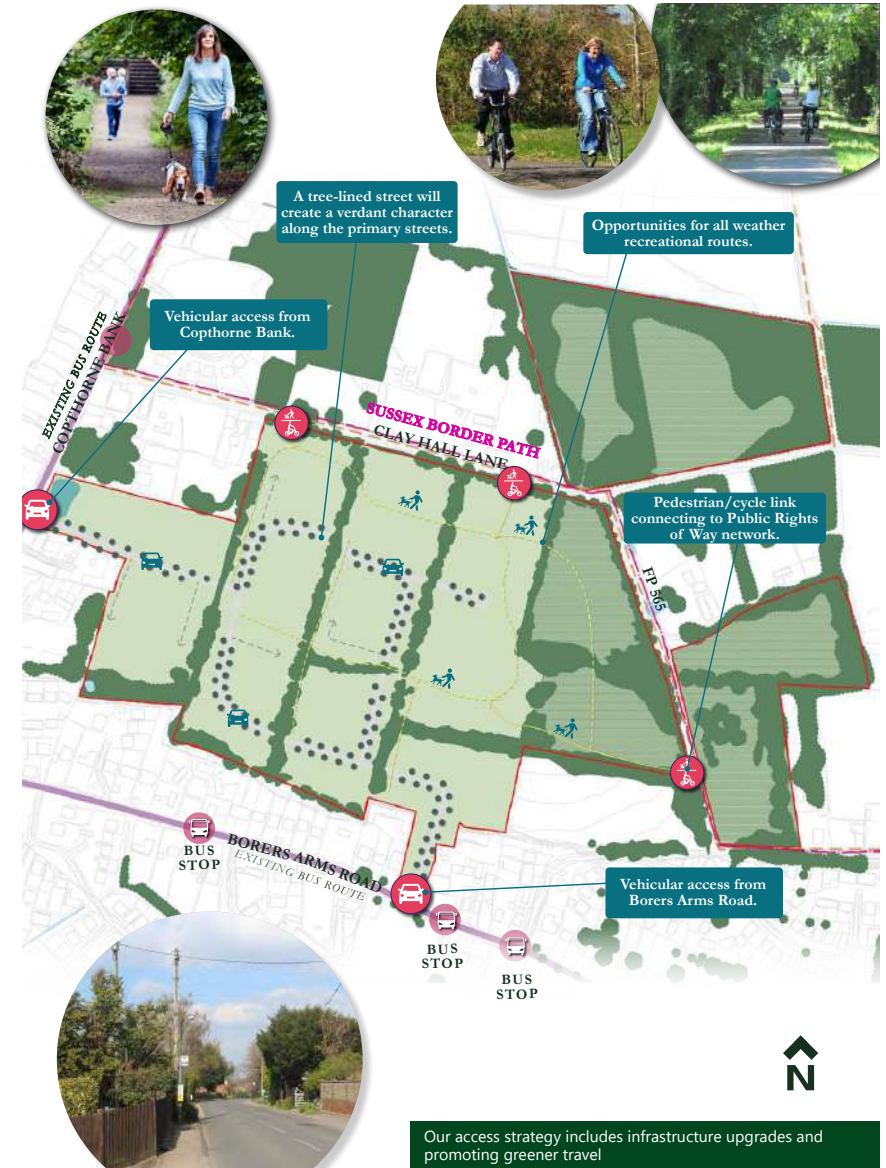 A tree-lined street will
create a verdant character
along the primary streets.
Opportunities for all weather
recreational routes.
Vehicular access from
Copthorne Bank.
EXISTING BUS ROUTE
COPTHORNE BANK
SUSSEX BORDER PATH
CLAY HALL LANE
Pedestrian/cycle link
connecting to Public Rights
of Way network.
FP 565
BUS
STOP
BORERS ARMS ROAD
EXISTING BUS ROUTE
Vehicular access from
Borers Arms Road.
BUS
STOP
BUS
STOP
N
Our access strategy includes infrastructure upgrades and
promoting greener travel